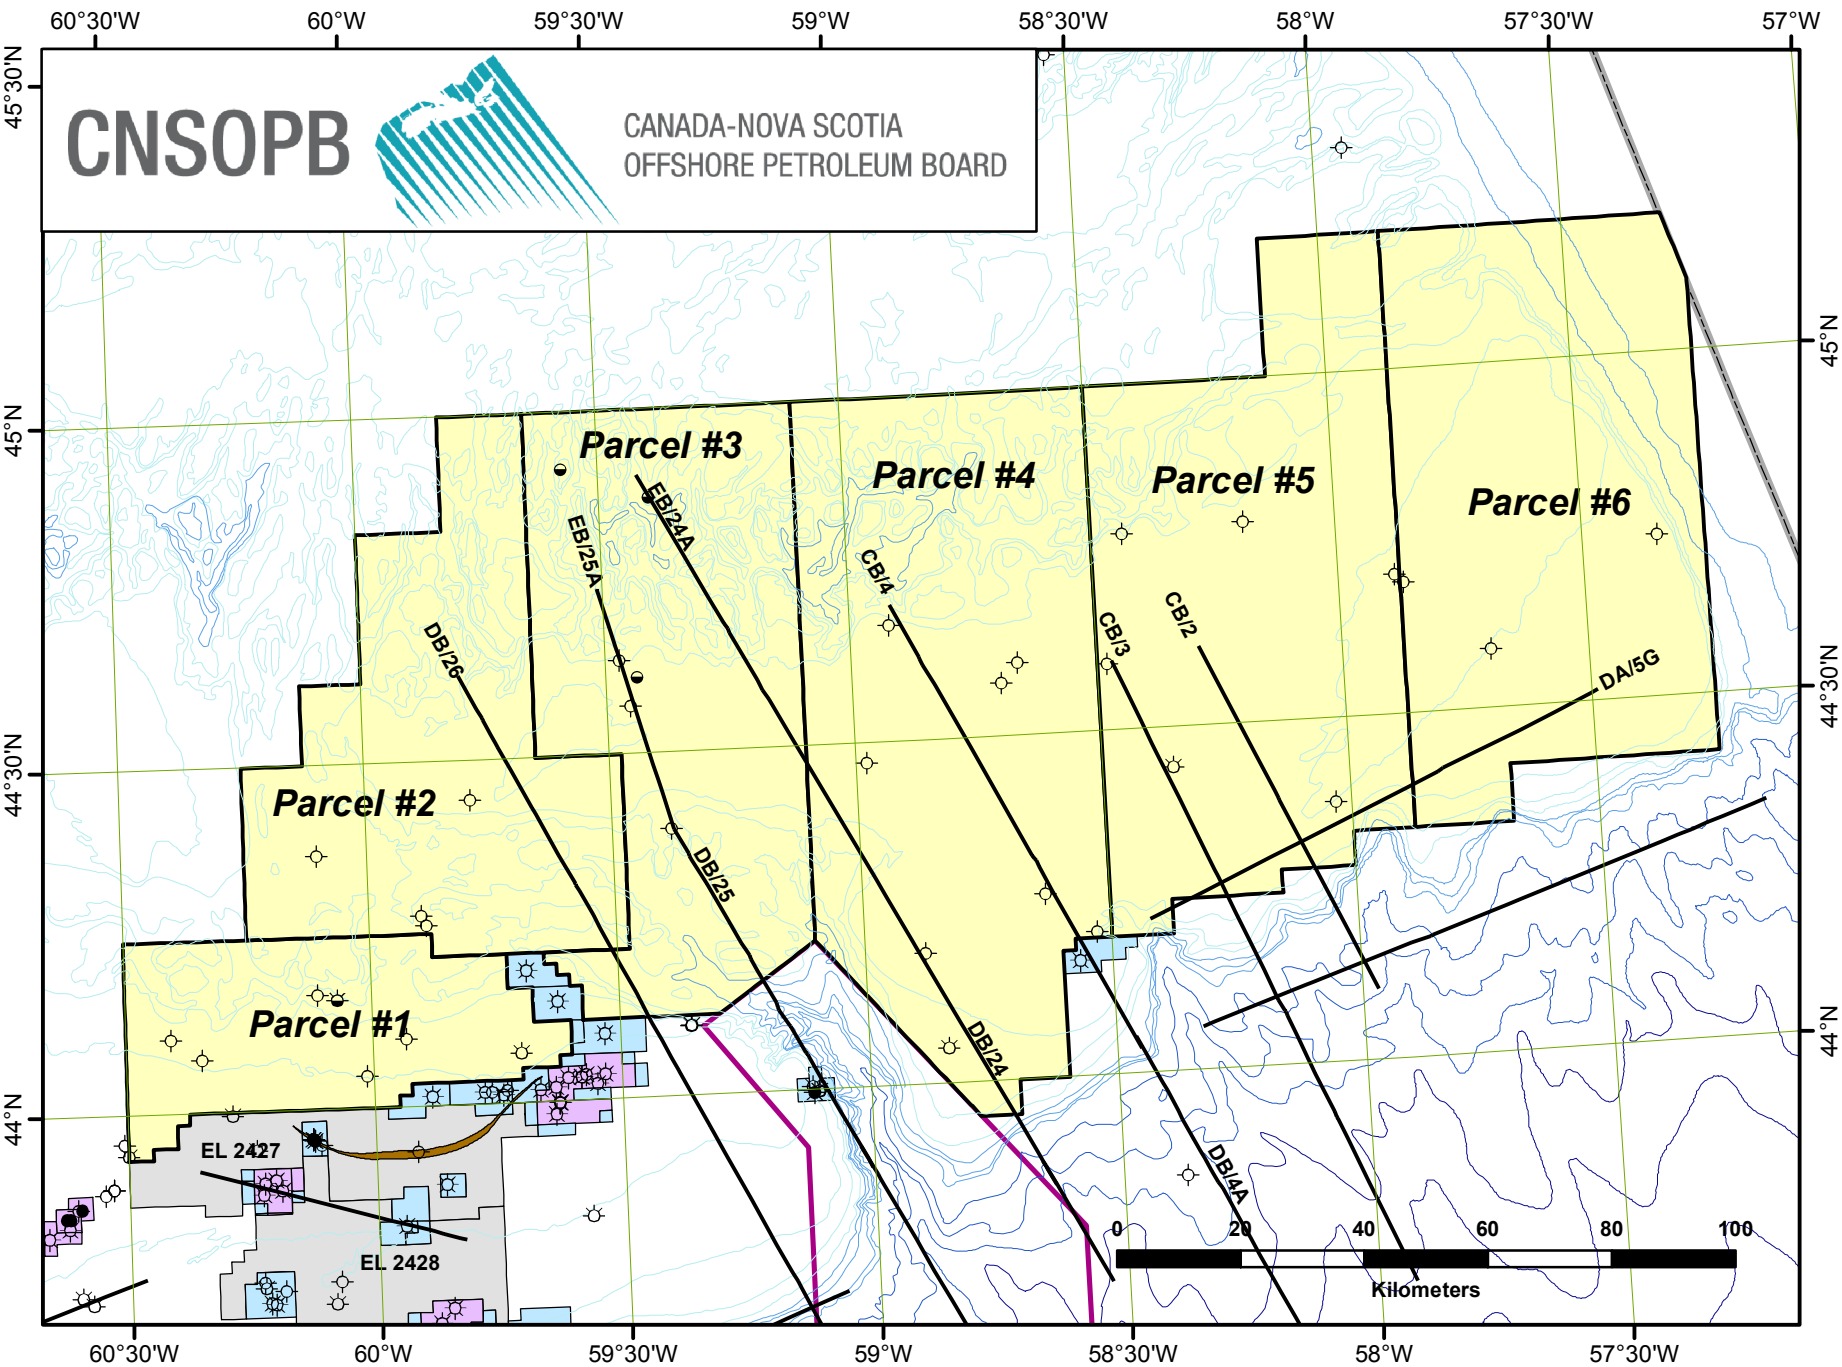 60°30'W 60°W 59°30'W 59°W 58°30'W 58°W 57°30'W 57°W
45°30'N
CNSOPB
CANADA-NOVA SCOTIA
OFFSHORE PETROLEUM BOARD
45°N
45°N
Parcel #3
Parcel #4
Parcel #5
Parcel #6
EB/24A
EB/25A
CB/4
CB/2
CB/3
DB/26
DA/5G
44°30'N
44°30'N
Parcel #2
DB/25
44°N
Parcel #1
DB/24
44°N
EL 2427
DB/4A
0 20 40 60 80 100
Kilometers
EL 2428
60°30'W 60°W 59°30'W 59°W 58°30'W 58°W 57°30'W